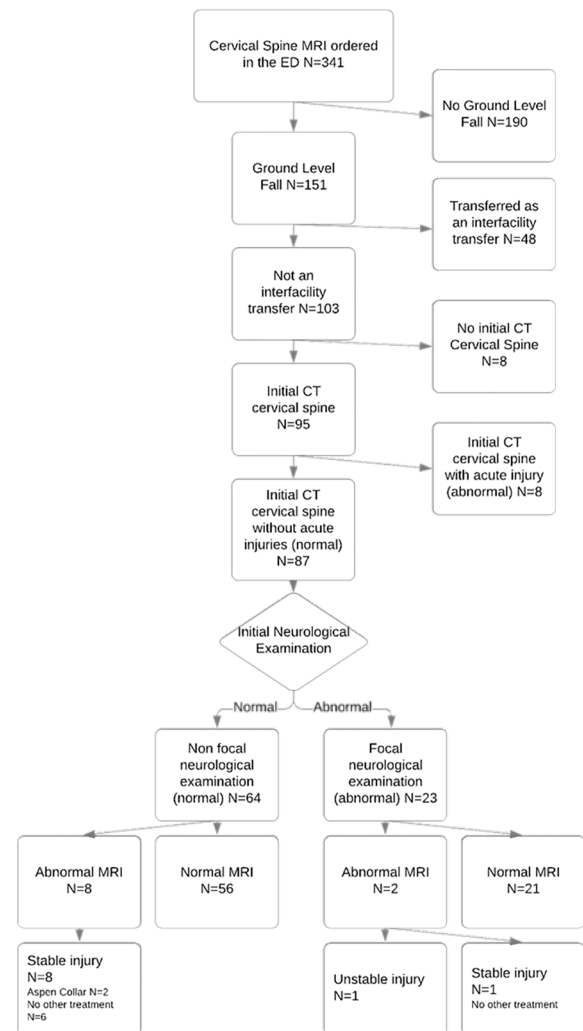 Cervical Spine MRI ordered
in the ED N=341
No Ground Level
Fall N=190
Ground Level
Fall N=151
Transferred as
an interfacility
transfer N=48
Not an
interfacility
transfer N=103
No initial CT
Cervical Spine
N=8
Initial CT
cervical spine
N=95
Initial CT
cervical spine
with acute injury
(abnormal) N=8
Initial CT
cervical spine
without acute
injuries (normal)
N=87
Initial Neurological
Examination
Normal
Abnormal
Non focal
neurological
examination
(normal) N=64
Focal
neurological
examination
(abnormal) N=23
Abnormal MRI
N=8
Normal MRI
N=56
Abnormal MRI
N=2
Normal MRI
N=21
Stable injury
N=8
Aspen Collar N=2
No other treatment
N=6
Unstable injury
N=1
Stable injury
N=1
No other treatment